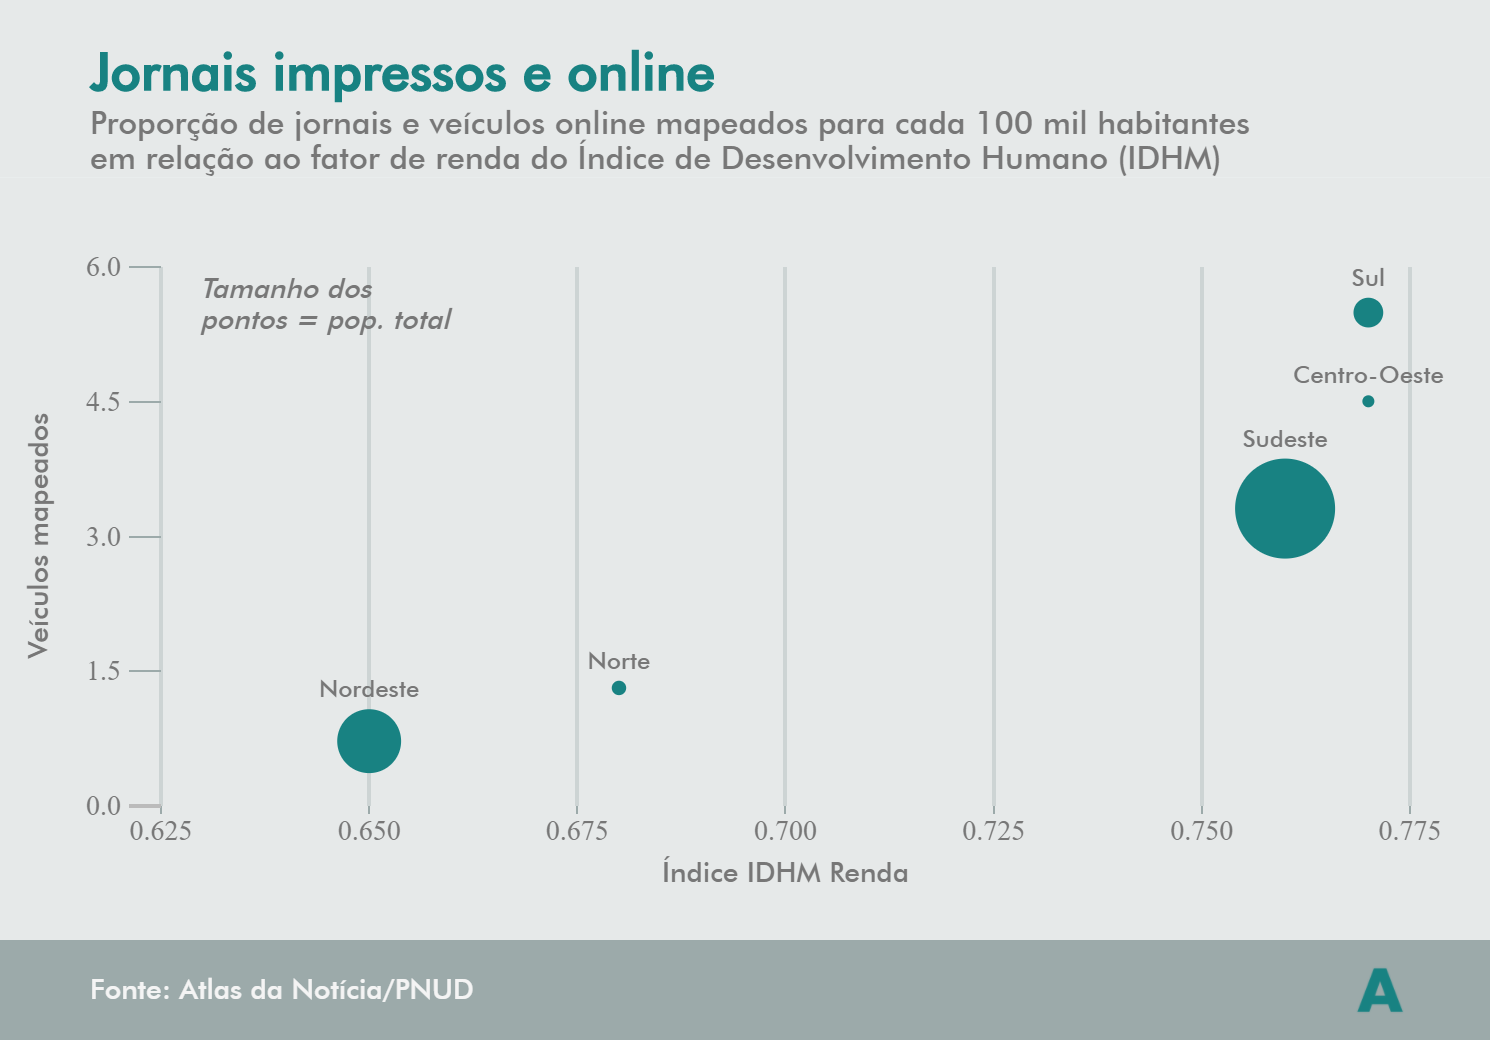 Jornais impressos e online
Proporção de jornais e veículos online mapeados para cada 100 mil habitantes
em relação ao fator de renda do Índice de Desenvolvimento Humano (IDHM)
6.0
Tamanho dos
pontos = pop. total
Sul
Centro-Oeste
4.5
Sudeste
Veículos mapeados
3.0
Norte
1.5
Nordeste
0.0
0.625 0.650 0.675 0.700 0.725 0.750 0.775
Índice IDHM Renda
Fonte: Atlas da Notícia/PNUD
A